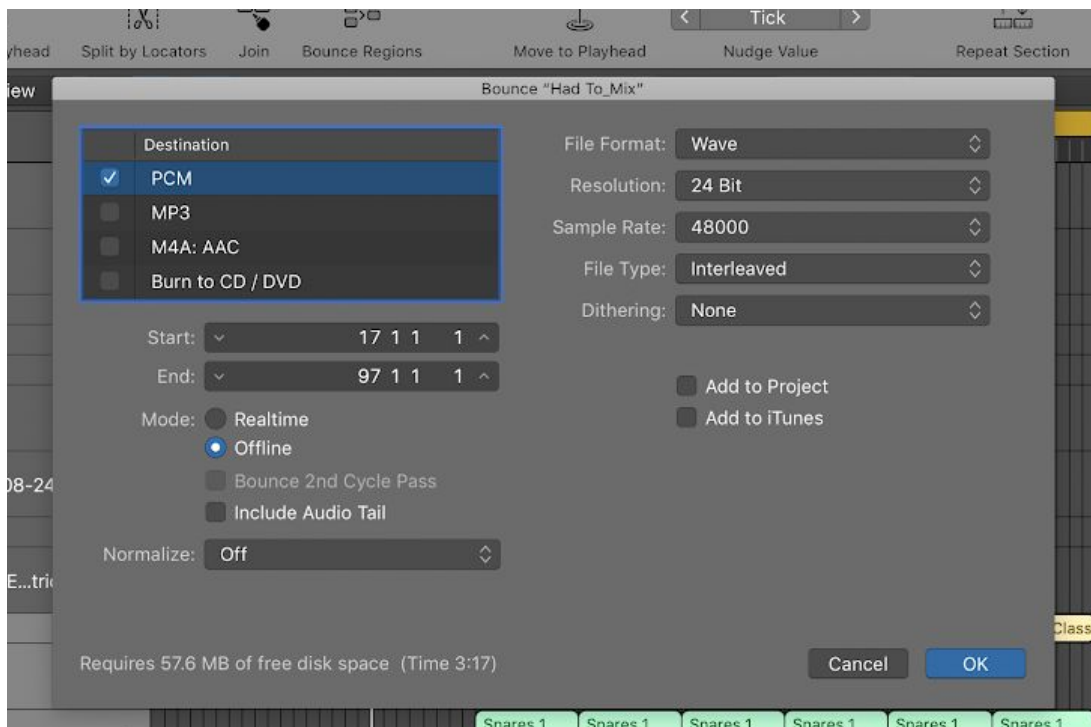 Tick
yhead Split by Locators Join Bounce Regions Move to Playhead Nudge Value Repeat Section
iew
Bounce "Had To_Mix"
Destination
PCM
MP3
M4A: AAC
Burn to CD / DVD
File Format: Wave
Resolution: 24 Bit
Sample Rate: 48000
File Type: Interleaved
Dithering: None
Start: 17 1 1 1
End: 97 1 1 1
Mode: Realtime
Offline
Bounce 2nd Cycle Pass
Include Audio Tail
Normalize: Off
Add to Project
Add to iTunes
08-24
E...tric
Class
Requires 57.6 MB of free disk space (Time 3:17)
Cancel OK
Snares 1 Snares 1 Snares 1 Snares 1 Snares 1 Snares 1